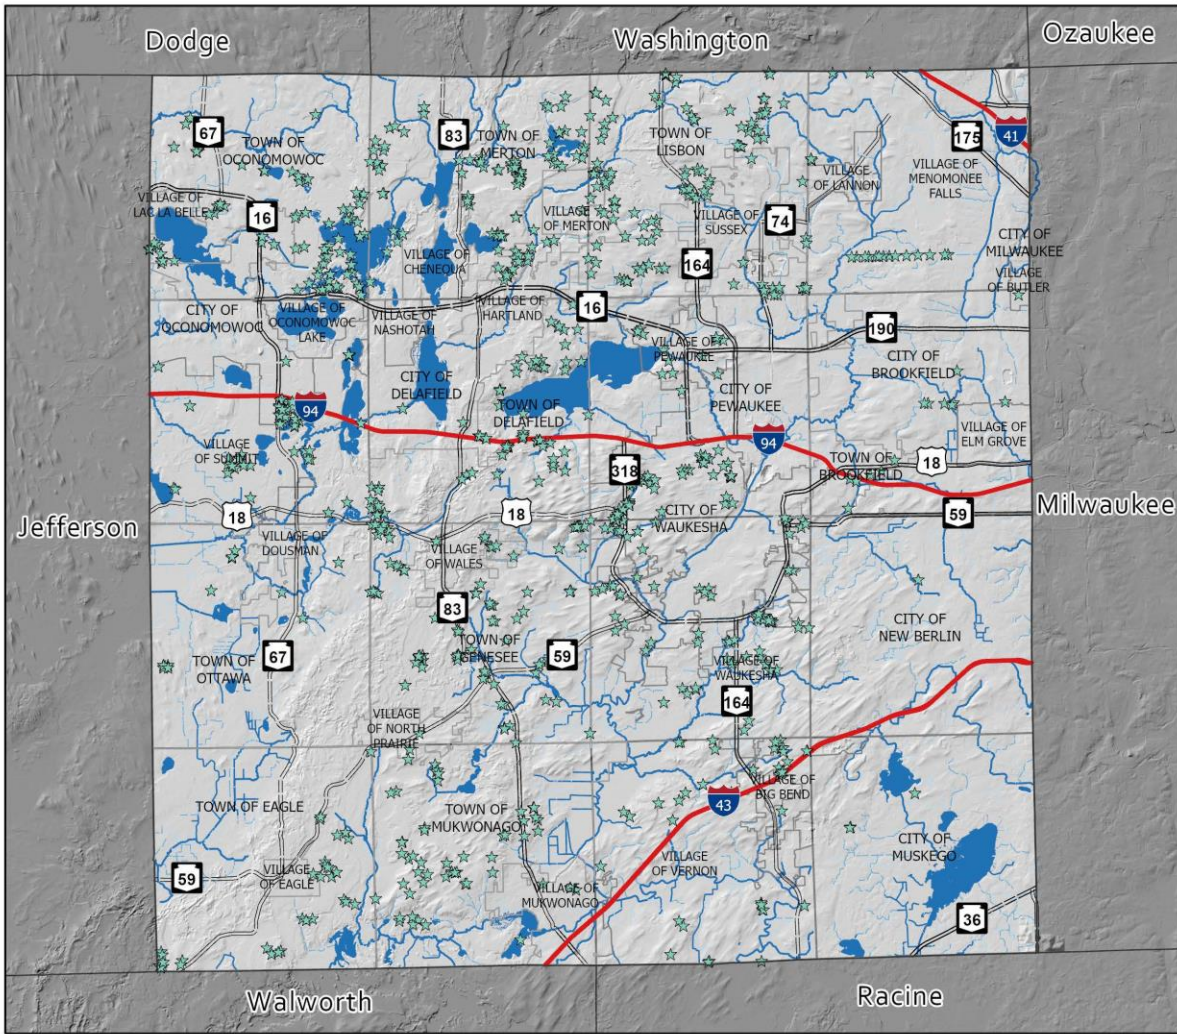 Dodge
Washington
Ozaukee
67
TOWN OF
OCONOMOWOC
83
TOWN OF
MERTON
TOWN OF
LISBON
175
41
VILLAGE
OF LANNON
VILLAGE OF
MENOMONEE
FALLS
VILLAGE OF
LAC LA BELLE
16
VILLAGE
OF MERTON
VILLAGE OF
SUSSEX
74
CITY OF
MILWAUKEE
VILLAGE OF
CHENEQUA
164
VILLAGE
OF BUTLER
CITY OF
OCONOMOWOC
VILLAGE OF
OCONOMOWOC
LAKE
VILLAGE OF
NASHOTAH
VILLAGE OF
HARTLAND
16
VILLAGE OF
PEWAUKEE
190
CITY OF
BROOKFIELD
CITY OF
DELAFIELD
CITY OF
PEWAUKEE
94
TOWN OF
DELAFIELD
94
VILLAGE OF
ELM GROVE
VILLAGE
OF SUMMIT
318
TOWN OF
BROOKFIELD
18
Jefferson
18
18
CITY OF
WAUKESHA
59
Milwaukee
VILLAGE OF
DOUSMAN
VILLAGE
OF WALES
83
CITY OF
NEW BERLIN
67
TOWN OF
GENESEE
59
TOWN OF
OTTAWA
VILLAGE OF
WAUKESHA
164
VILLAGE
OF NORTH
PRAIRIE
TOWN OF EAGLE
TOWN OF
MUKWONAGO
43
VILLAGE OF
BIG BEND
CITY OF
MUSKEGO
59
VILLAGE
OF EAGLE
VILLAGE
OF VERNON
VILLAGE OF
MUKWONAGO
36
Walworth
Racine